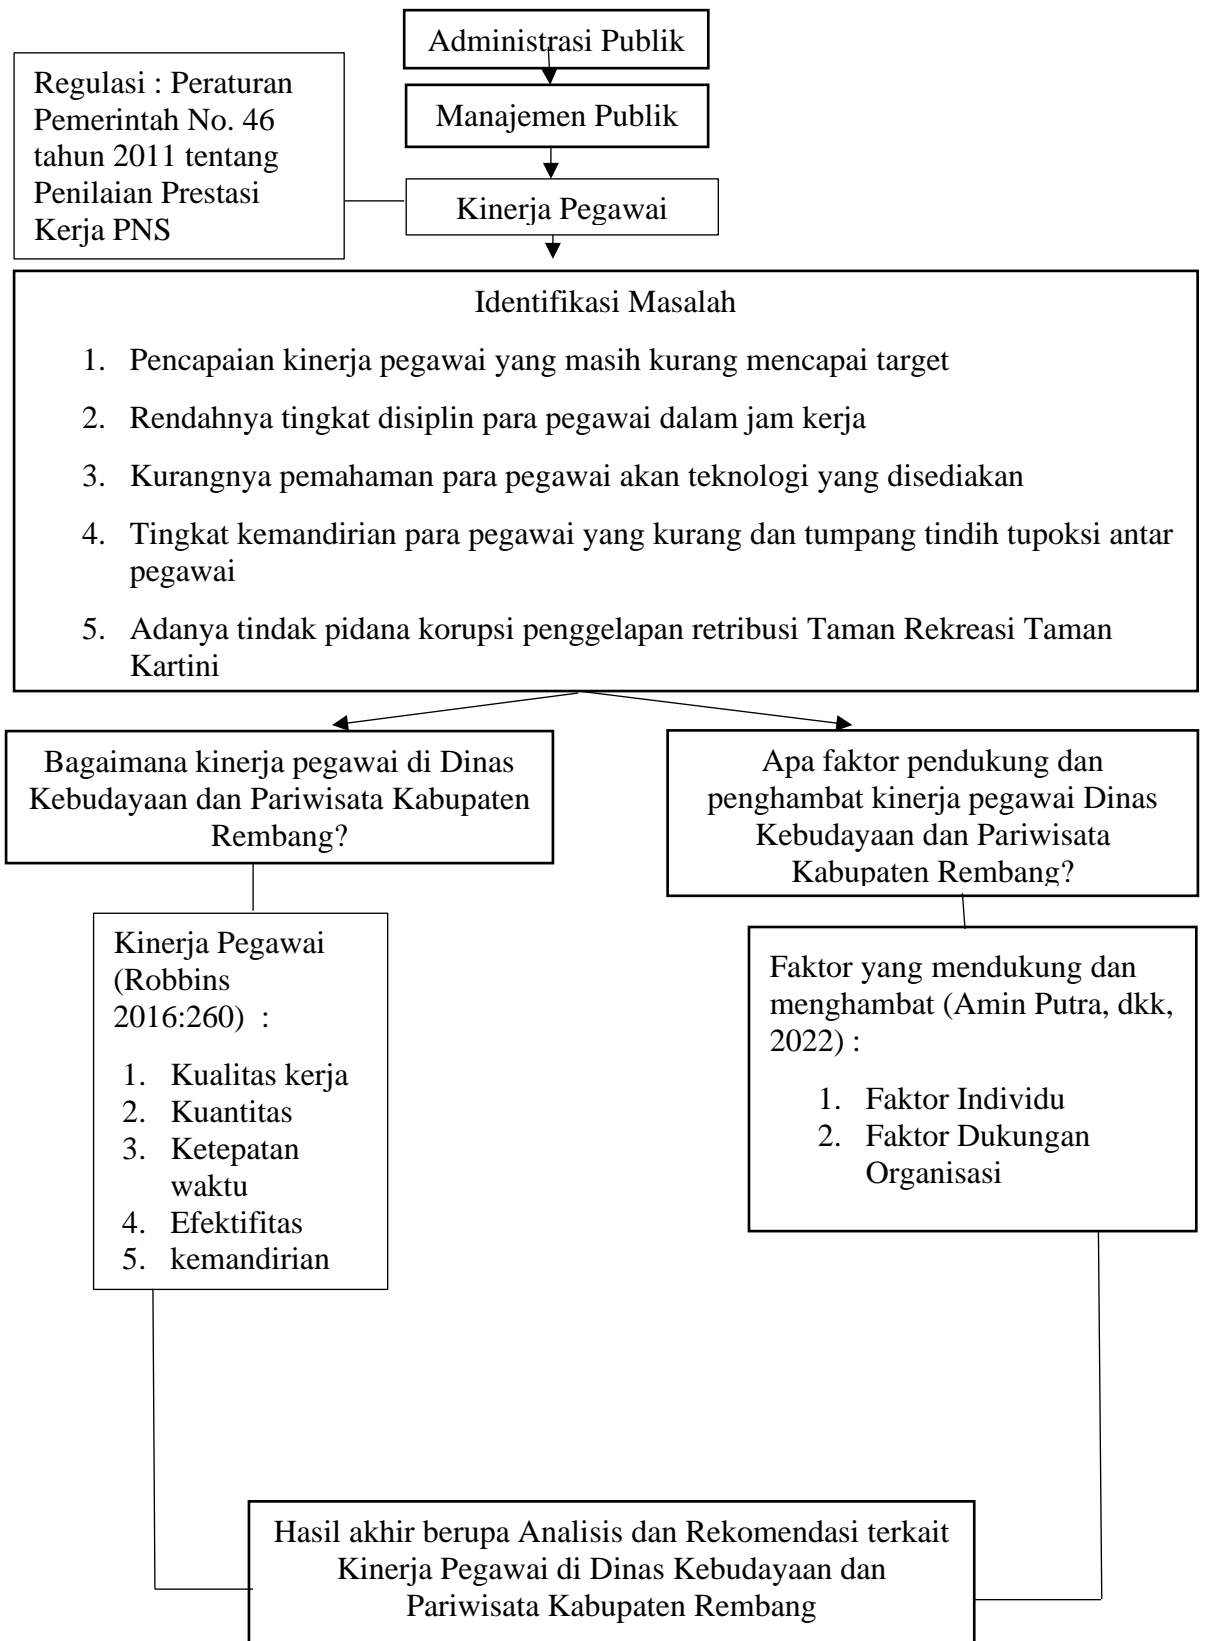 Administrasi Publik
Regulasi : Peraturan
Pemerintah No. 46
tahun 2011 tentang
Penilaian Prestasi
Kerja PNS
Manajemen Publik
Kinerja Pegawai
Identifikasi Masalah
1. Pencapaian kinerja pegawai yang masih kurang mencapai target
2. Rendahnya tingkat disiplin para pegawai dalam jam kerja
3. Kurangnya pemahaman para pegawai akan teknologi yang disediakan
4. Tingkat kemandirian para pegawai yang kurang dan tumpang tindih tupoksi antar
pegawai
5. Adanya tindak pidana korupsi penggelapan retribusi Taman Rekreasi Taman
Kartini
Bagaimana kinerja pegawai di Dinas
Kebudayaan dan Pariwisata Kabupaten
Rembang?
Apa faktor pendukung dan
penghambat kinerja pegawai Dinas
Kebudayaan dan Pariwisata
Kabupaten Rembang?
Kinerja Pegawai
(Robbins
2016:260) :
1. Kualitas kerja
2. Kuantitas
3. Ketepatan
waktu
4. Efektifitas
5. kemandirian
Faktor yang mendukung dan
menghambat (Amin Putra, dkk,
2022) :
1. Faktor Individu
2. Faktor Dukungan
Organisasi
Hasil akhir berupa Analisis dan Rekomendasi terkait
Kinerja Pegawai di Dinas Kebudayaan dan
Pariwisata Kabupaten Rembang